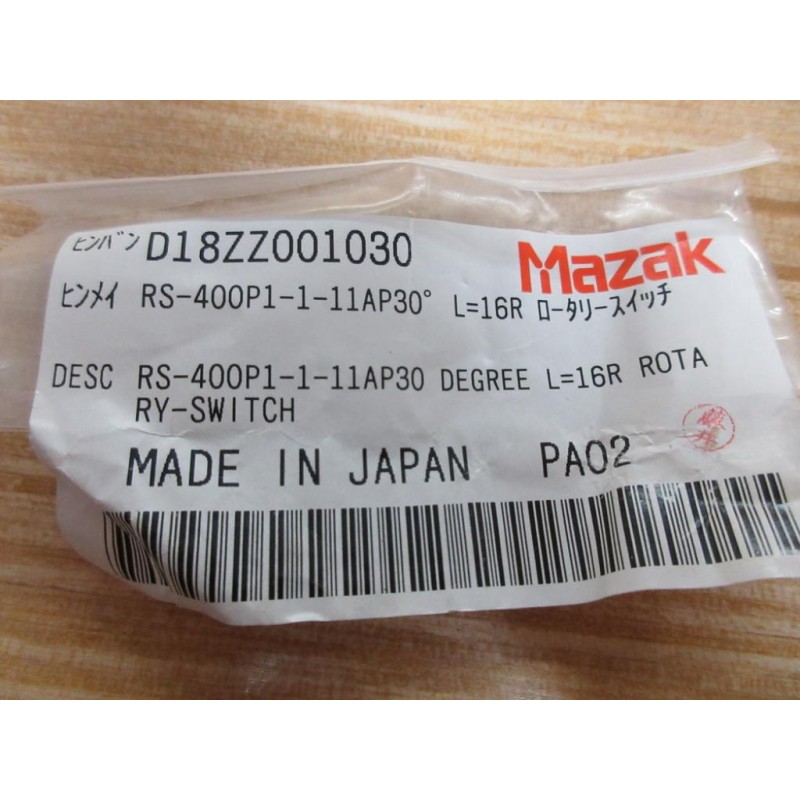 ﾋﾝﾊﾞﾝ D18ZZ001030
Mazak
ﾋﾝﾒｲ RS-400P1-1-11AP30° L=16R ﾛｰﾀﾘｰｽｲｯﾁ
DESC RS-400P1-1-11AP30 DEGREE L=16R ROTA
RY-SWITCH
MADE IN JAPAN PA02